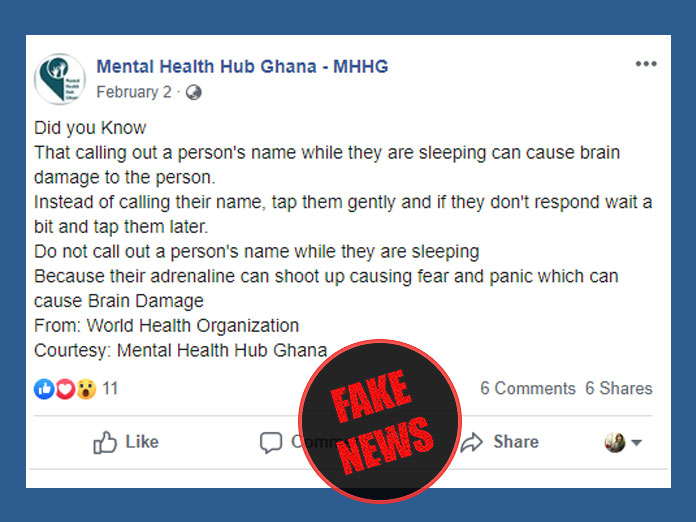 Mental Health Hub Ghana - MHHG
February 2 ·
Did you Know
That calling out a person's name while they are sleeping can cause brain
damage to the person.
Instead of calling their name, tap them gently and if they don't respond wait a
bit and tap them later.
Do not call out a person's name while they are sleeping
Because their adrenaline can shoot up causing fear and panic which can
cause Brain Damage
From: World Health Organization
Courtesy: Mental Health Hub Ghana
11
6 Comments 6 Shares
Like
Share
FAKE
NEWS